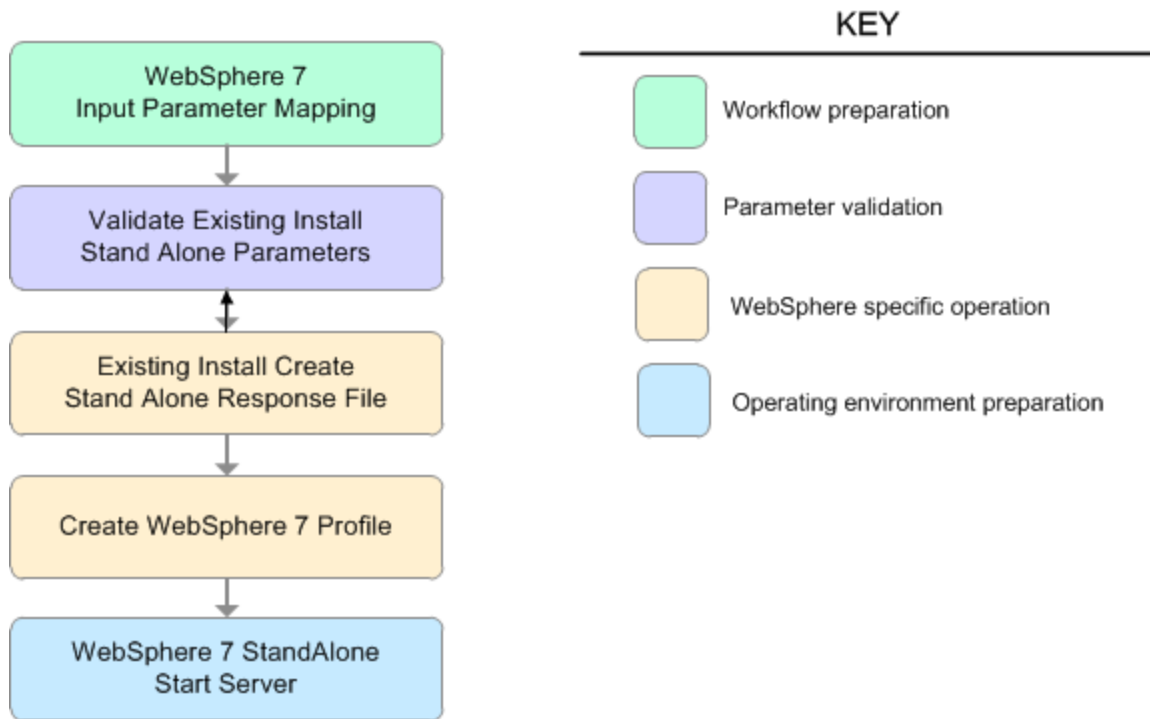 WebSphere 7
Input Parameter Mapping
Validate Existing Install
Stand Alone Parameters
Existing Install Create
Stand Alone Response File
Create WebSphere 7 Profile
WebSphere 7 StandAlone
Start Server
KEY
Workflow preparation
Parameter validation
WebSphere specific operation
Operating environment preparation